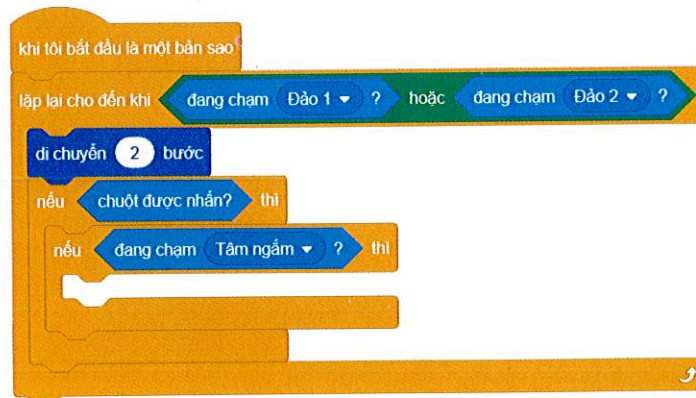 khi tôi bắt đầu là một bản sao
lặp lại cho đến khi đang chạm Đảo 1 ? hoặc đang chạm Đảo 2 ?
di chuyển 2 bước
nếu chuột được nhấn? thì
nếu đang chạm Tâm ngắm ? thì